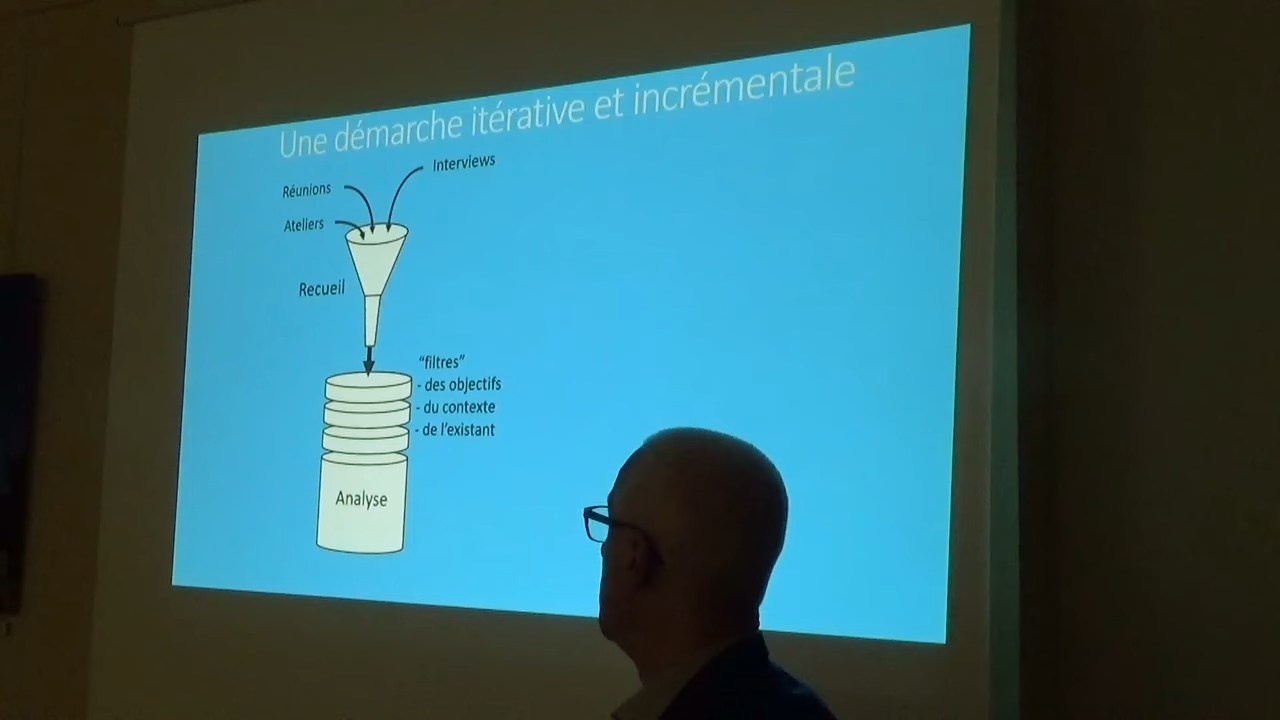 Une démarche itérative et incrémentale
Interviews
Réunions
Ateliers
Recueil
“filtres”
- des objectifs
- du contexte
- de l’existant
Analyse